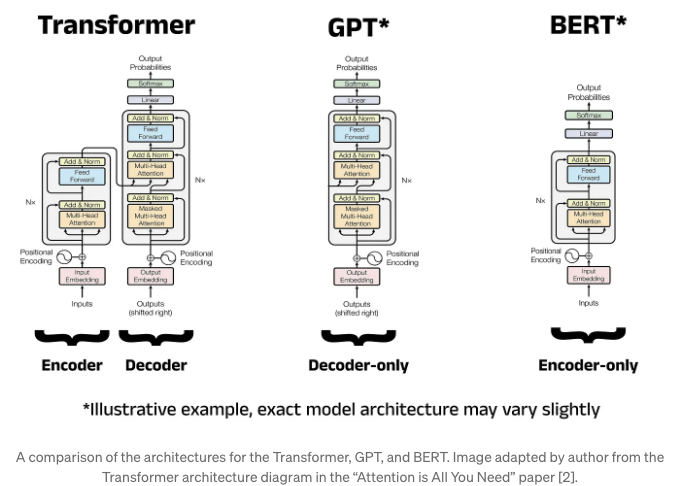 Transformer
GPT*
BERT*
Output
Probabilities
Softmax
Linear
Add & Norm
Feed
Forward
Add & Norm
Multi-Head
Attention
Add & Norm
Masked
Multi-Head
Attention
Nx
Positional
Encoding
Output
Embedding
Outputs
(shifted right)
Add & Norm
Feed
Forward
Add & Norm
Multi-Head
Attention
Nx
Positional
Encoding
Input
Embedding
Inputs
Output
Probabilities
Softmax
Linear
Add & Norm
Feed
Forward
Add & Norm
Multi-Head
Attention
Add & Norm
Masked
Multi-Head
Attention
Nx
Positional
Encoding
Output
Embedding
Outputs
(shifted right)
Output
Probabilities
Softmax
Linear
Add & Norm
Feed
Forward
Add & Norm
Multi-Head
Attention
Nx
Positional
Encoding
Input
Embedding
Inputs
Encoder
Decoder
Decoder-only
Encoder-only
*Illustrative example, exact model architecture may vary slightly
A comparison of the architectures for the Transformer, GPT, and BERT. Image adapted by author from the
Transformer architecture diagram in the “Attention is All You Need” paper [2].